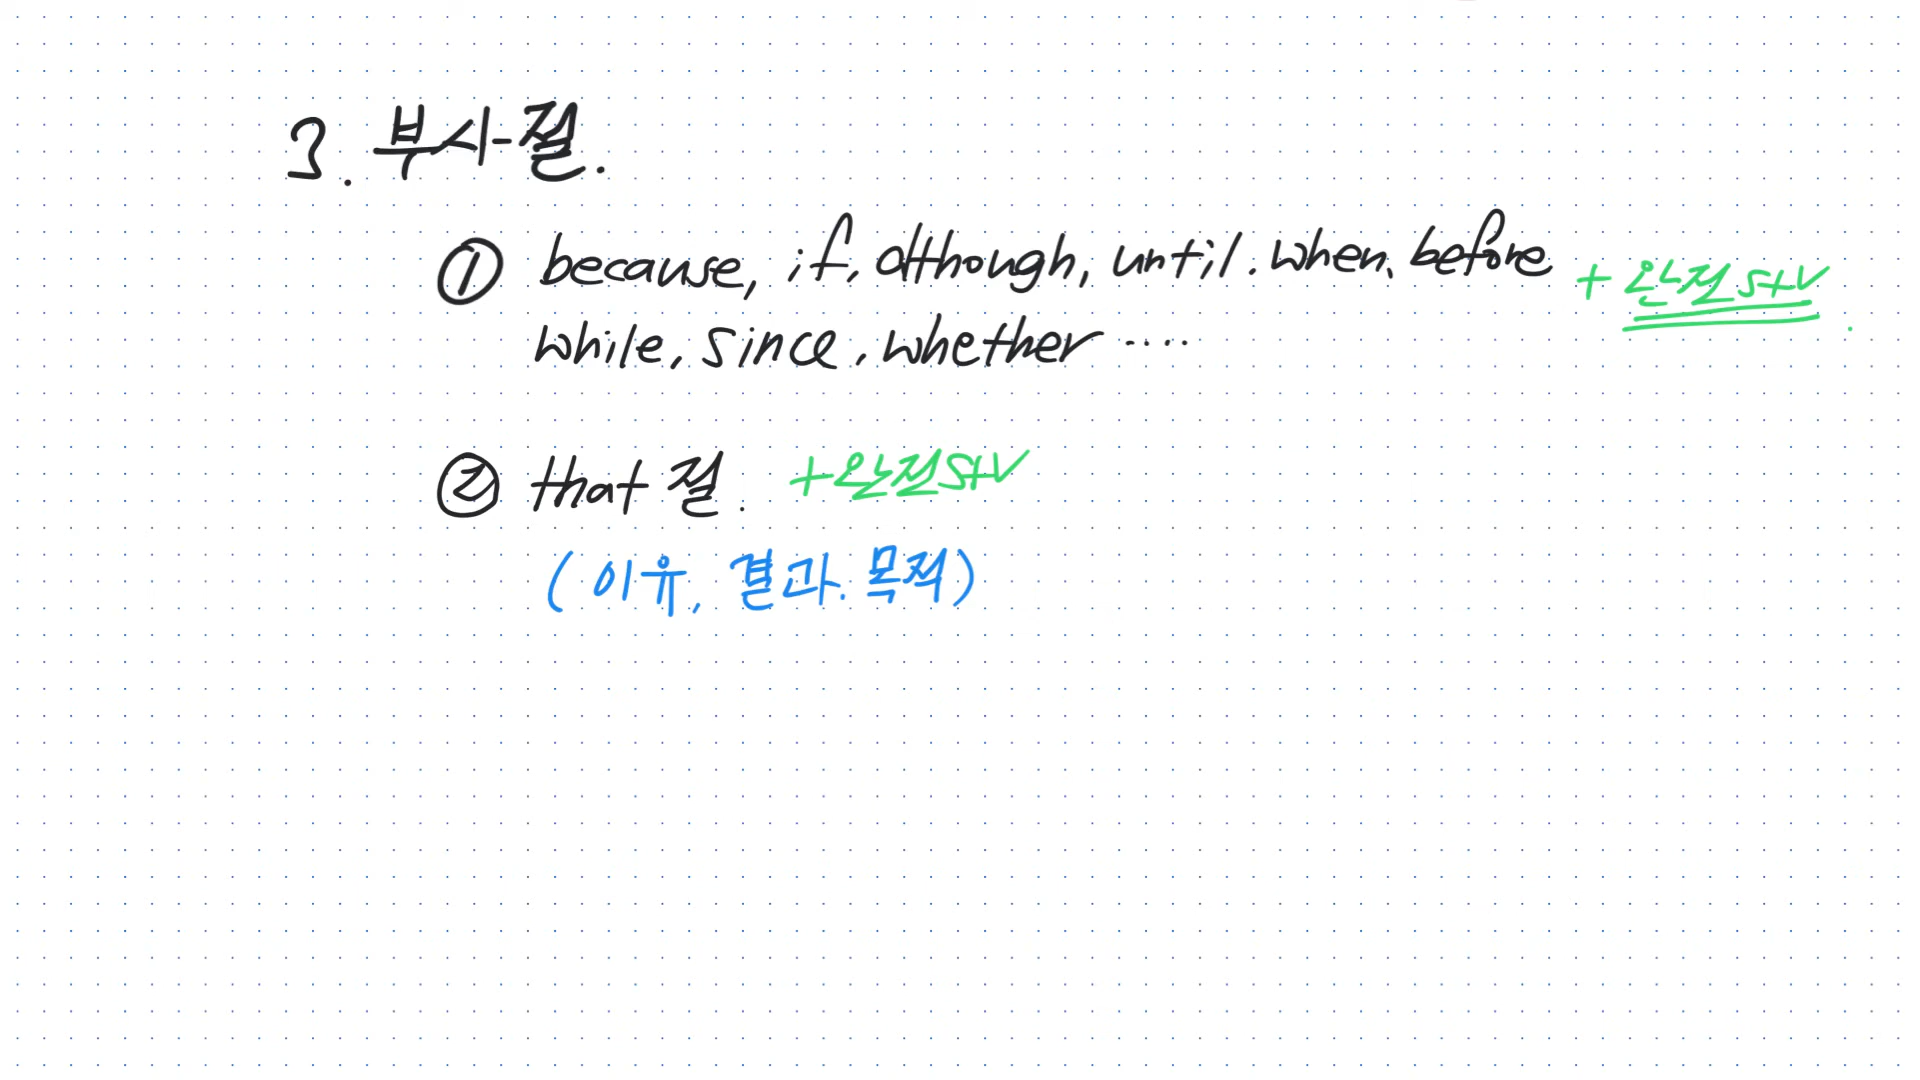 3. 부사절.
① because, if, although, until. when, before + 완전 S+V
while, since, whether ....
② that 절. +완전S+V
(이유, 결과. 목적)